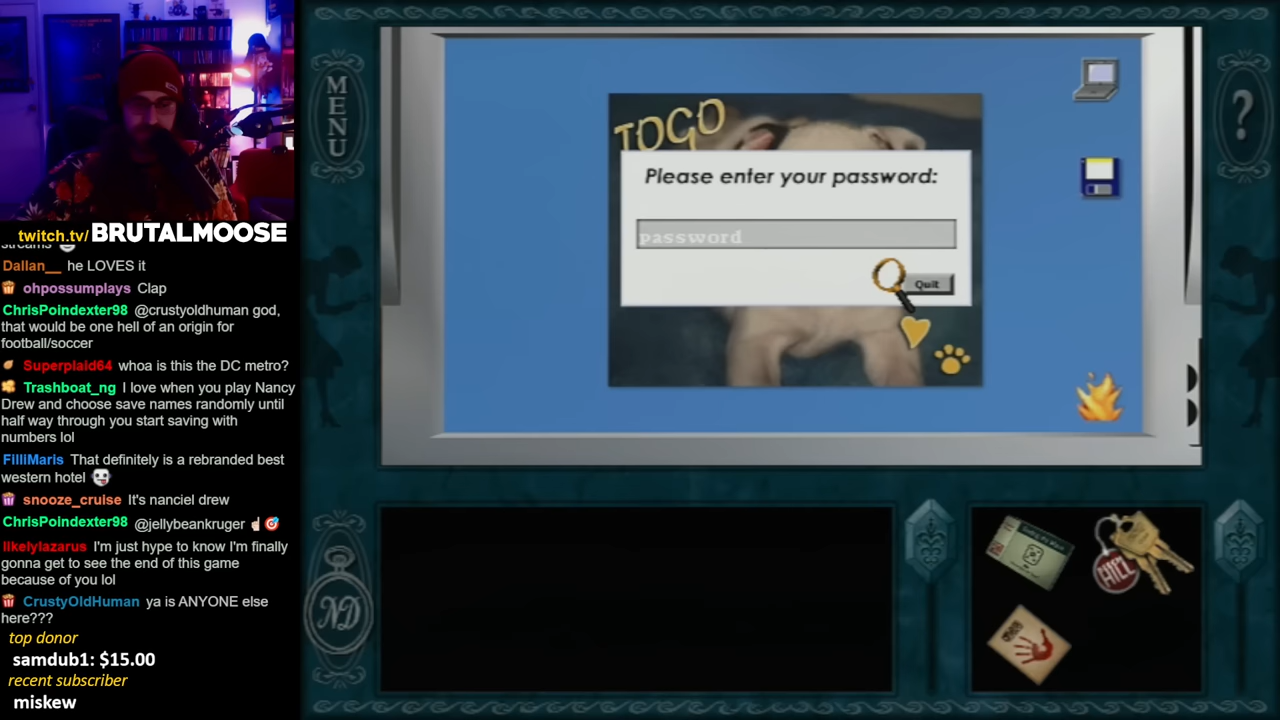 twitch.tv/BRUTALMOOSE
streams
Dallan__ he LOVES it
ohpossumplays Clap
ChrisPoindexter98 @crustyoldhuman god,
that would be one hell of an origin for
football/soccer
Superplaid64 whoa is this the DC metro?
Trashboat_ng I love when you play Nancy
Drew and choose save names randomly until
half way through you start saving with
numbers lol
FilliMaris That definitely is a rebranded best
western hotel
snooze_cruise It's nanciel drew
ChrisPoindexter98 @jellybeankruger
likelylazarus I'm just hype to know I'm finally
gonna get to see the end of this game
because of you lol
CrustyOldHuman ya is ANYONE else
here???
top donor
samdub1: $15.00
recent subscriber
miskew
MENU
TOGO
Please enter your password:
password
Quit
?
ND